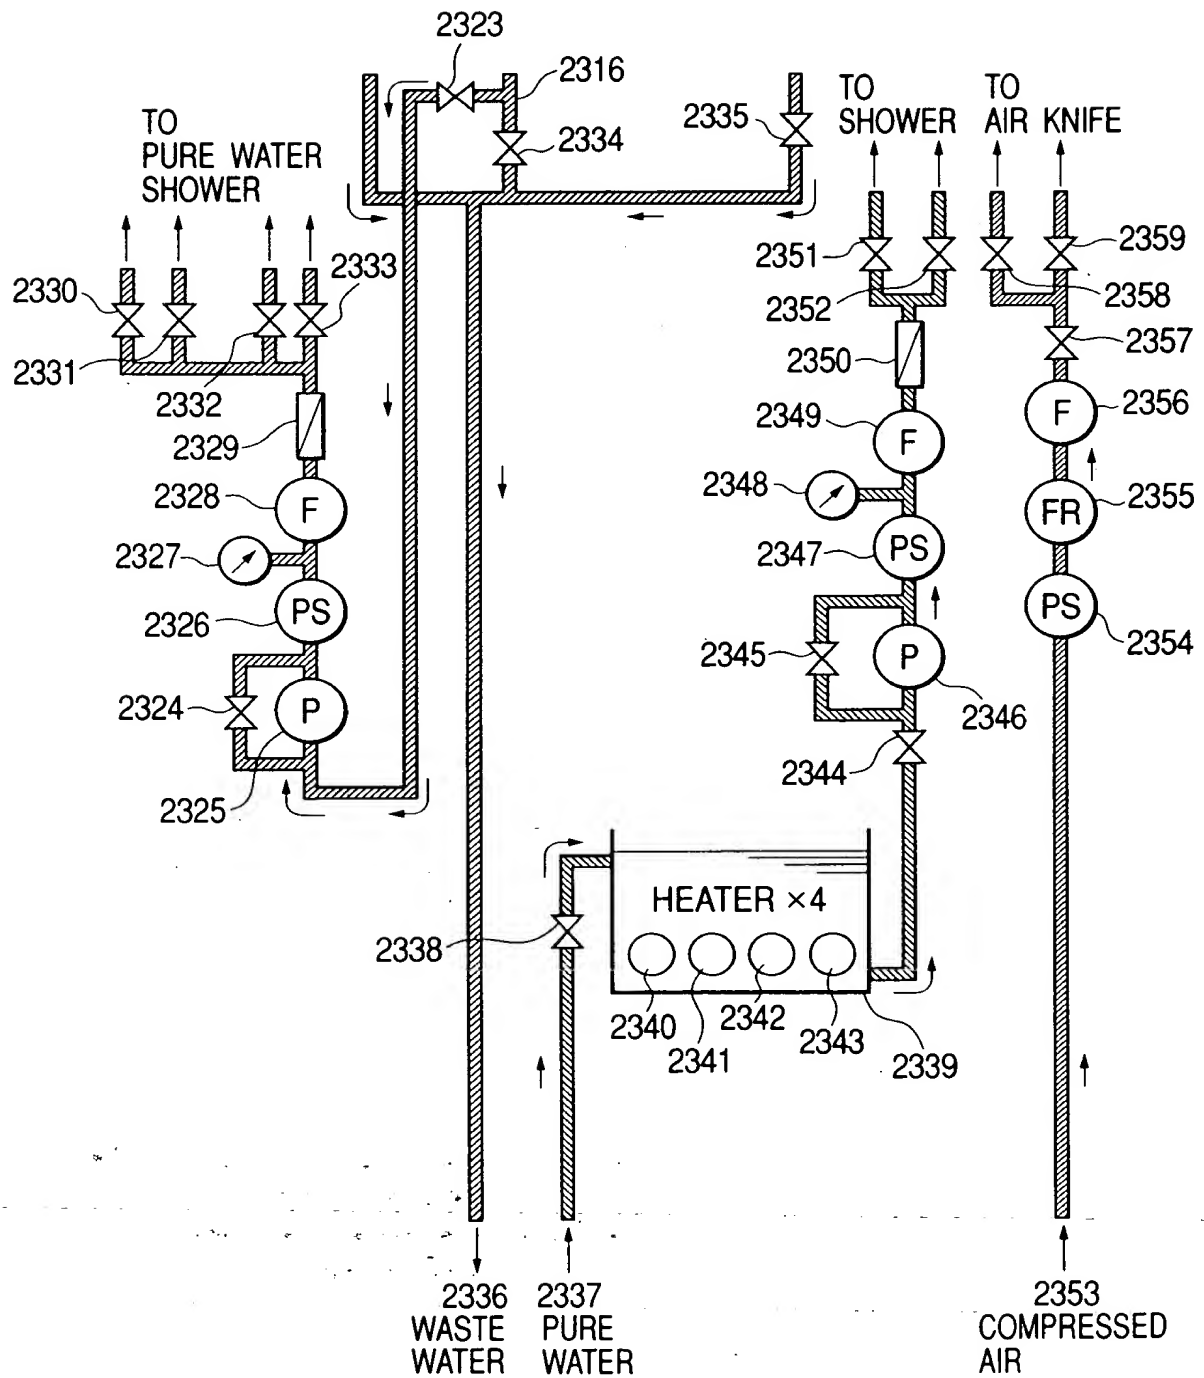 2323
2316
2335
2334
TO
PURE WATER
SHOWER
TO
SHOWER
TO
AIR KNIFE
2330
2333
2331
2332
2351
2352
2359
2358
2357
2329
2350
2328
F
2349
F
F
2356
2327
2348
FR
2355
2326
PS
2347
PS
PS
2354
2324
P
2345
P
2346
2325
2344
HEATER ×4
2338
2340
2341
2342
2343
2339
2336
WASTE
WATER
2337
PURE
WATER
2353
COMPRESSED
AIR